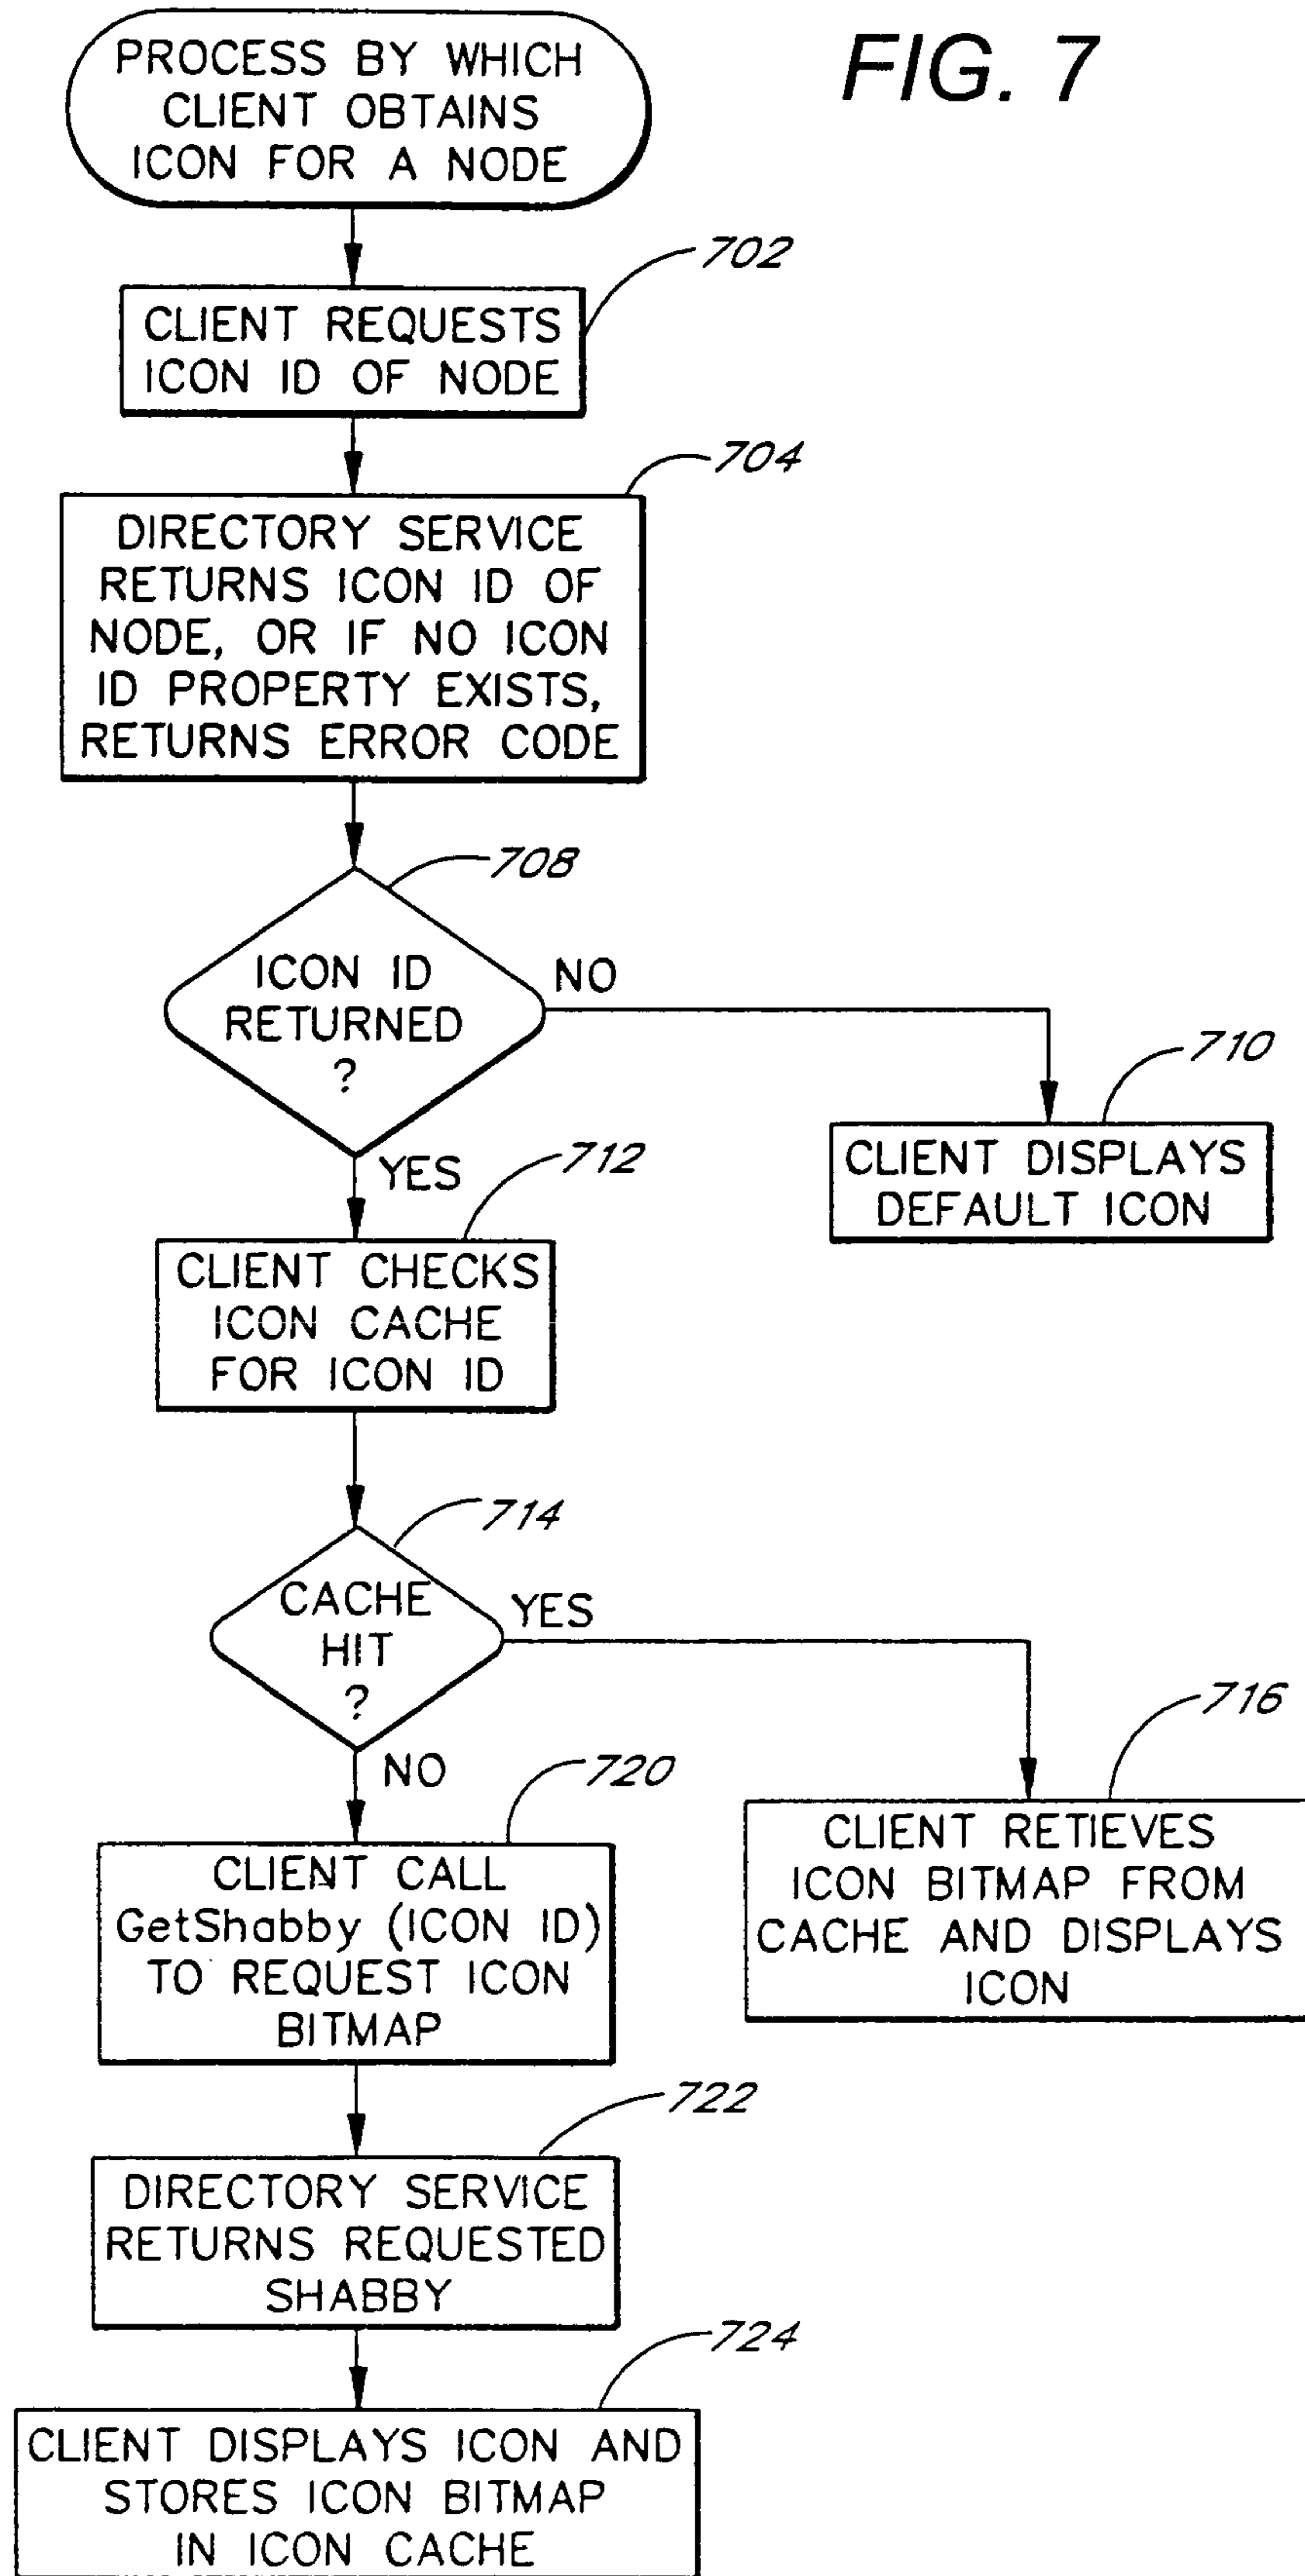 FIG. 7
PROCESS BY WHICH
CLIENT OBTAINS
ICON FOR A NODE
702
CLIENT REQUESTS
ICON ID OF NODE
704
DIRECTORY SERVICE
RETURNS ICON ID OF
NODE, OR IF NO ICON
ID PROPERTY EXISTS,
RETURNS ERROR CODE
708
ICON ID
RETURNED
?
NO
710
CLIENT DISPLAYS
DEFAULT ICON
YES
712
CLIENT CHECKS
ICON CACHE
FOR ICON ID
714
CACHE
HIT
?
YES
716
CLIENT RETIEVES
ICON BITMAP FROM
CACHE AND DISPLAYS
ICON
NO
720
CLIENT CALL
GetShabby (ICON ID)
TO REQUEST ICON
BITMAP
722
DIRECTORY SERVICE
RETURNS REQUESTED
SHABBY
724
CLIENT DISPLAYS ICON AND
STORES ICON BITMAP
IN ICON CACHE